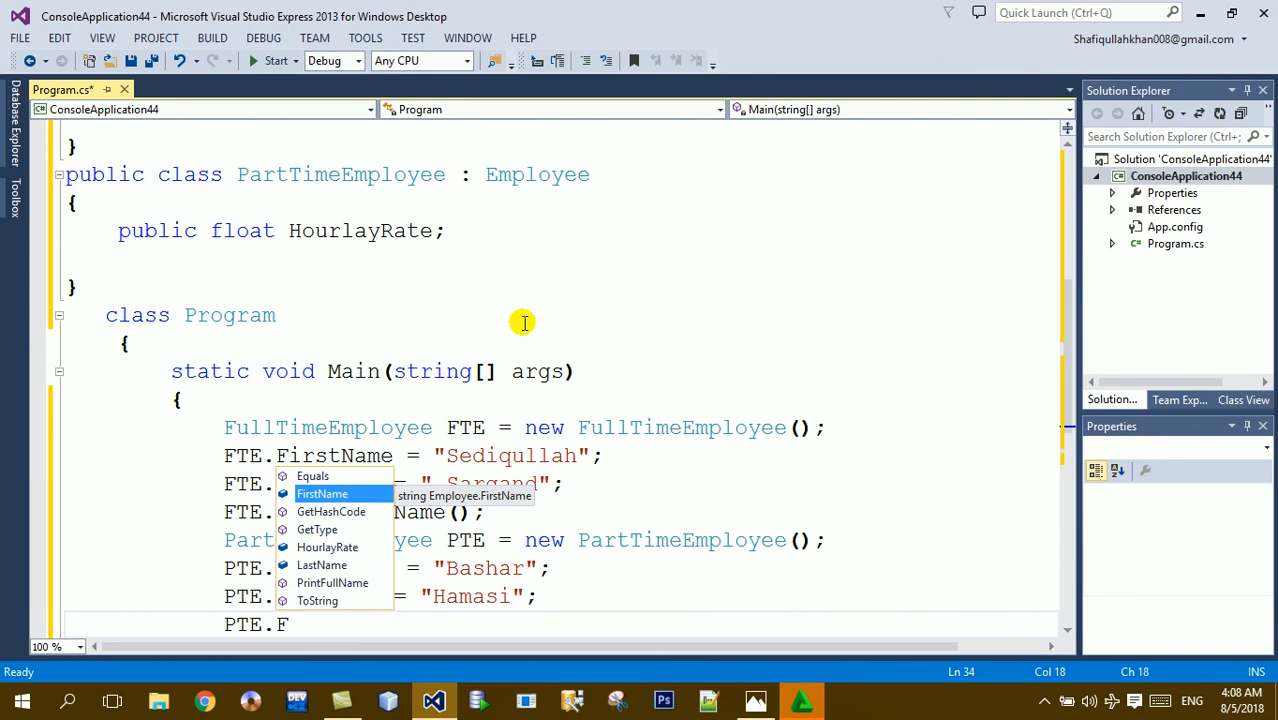 ConsoleApplication44 - Microsoft Visual Studio Express 2013 for Windows Desktop
Quick Launch (Ctrl+Q)
FILE EDIT VIEW PROJECT BUILD DEBUG TEAM TOOLS TEST WINDOW HELP
Shafiqullahkhan008@gmail.com
Start Debug Any CPU
Database Explorer
Toolbox
Program.cs*
ConsoleApplication44
Program
Main(string[] args)
}
public class PartTimeEmployee : Employee
{
public float HourlayRate;
}
class Program
{
static void Main(string[] args)
{
FullTimeEmployee FTE = new FullTimeEmployee();
FTE.FirstName = "Sediqullah";
FTE. = " Sargand";
FTE. Name();
Part yee PTE = new PartTimeEmployee();
PTE. = "Bashar";
PTE. = "Hamasi";
PTE.F
Equals
FirstName
GetHashCode
GetType
HourlayRate
LastName
PrintFullName
ToString
string Employee.FirstName
100 %
Solution Explorer
Search Solution Explorer (Ctrl+;
Solution 'ConsoleApplication44'
ConsoleApplication44
Properties
References
App.config
Program.cs
Solution... Team Exp... Class View
Properties
Ready
Ln 34
Col 18
Ch 18
INS
DEV
Ps
ENG
4:08 AM
8/5/2018